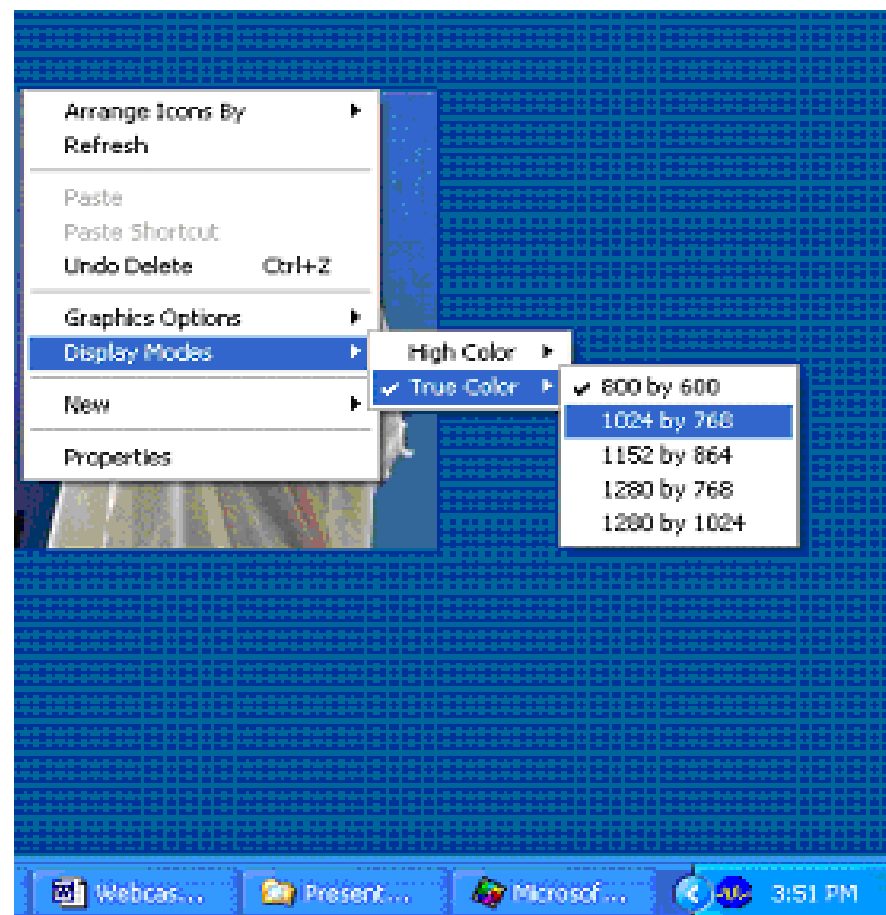 Arrange Icons By
Refresh
Paste
Paste Shortcut
Undo Delete Ctrl+Z
Graphics Options
Display Modes
New
Properties
High Color
True Color
800 by 600
1024 by 768
1152 by 864
1280 by 768
1280 by 1024
Webcas... Present... Microsof... 3:51 PM